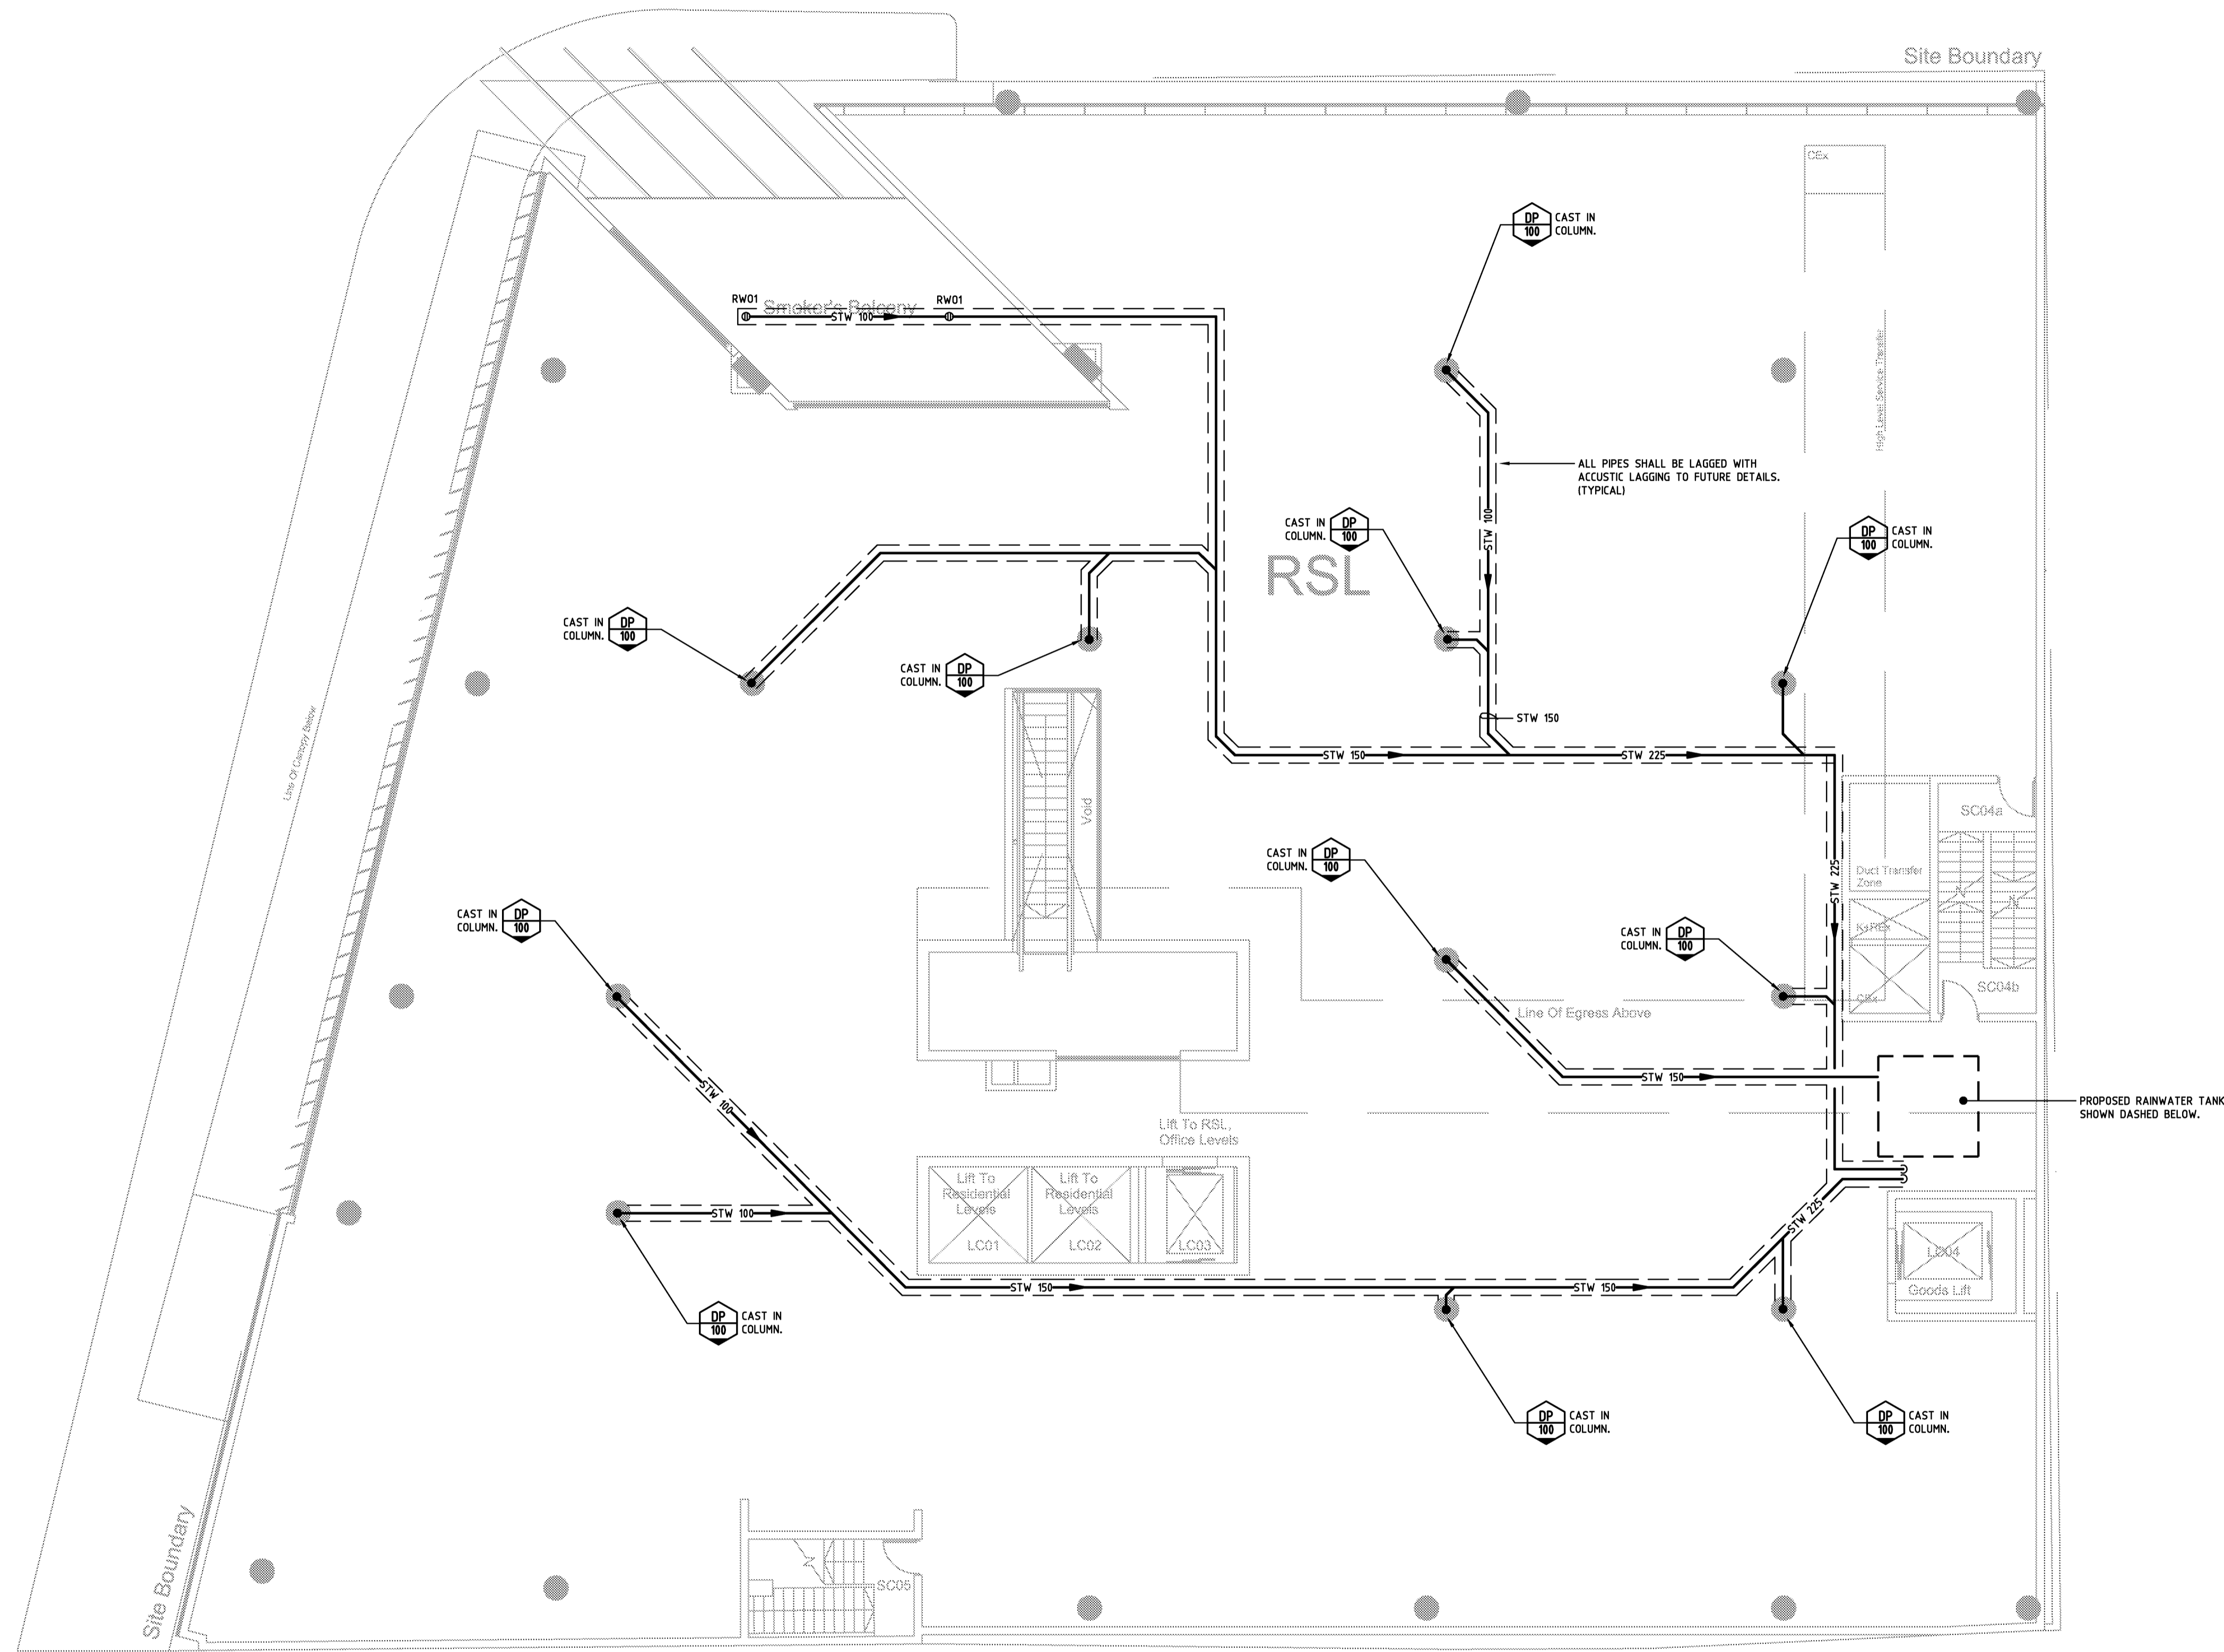 Site Boundary
CEx
DP
100
CAST IN
COLUMN.
RWO1
RWO1
Smoker's Balcony
STW 100
High Level Service Transfer
ALL PIPES SHALL BE LAGGED WITH
ACCUSTIC LAGGING TO FUTURE DETAILS.
(TYPICAL)
STW 100
CAST IN
COLUMN.
DP
100
DP
100
CAST IN
COLUMN.
RSL
CAST IN
COLUMN.
DP
100
CAST IN
COLUMN.
DP
100
Line Of Canopy Below
STW 150
STW 150
STW 225
Void
SC04a
CAST IN
COLUMN.
DP
100
STW 225
Duct Transfer
Zone
CAST IN
COLUMN.
DP
100
CAST IN
COLUMN.
DP
100
KxREx
CEx
SC04b
Line Of Egress Above
STW 150
STW 100
PROPOSED RAINWATER TANK
SHOWN DASHED BELOW.
Lift To RSL,
Office Levels
Lift To
Residential
Levels
LC01
Lift To
Residential
Levels
LC02
LC03
STW 100
STW 225
LC04
Goods Lift
STW 150
STW 150
DP
100
CAST IN
COLUMN.
DP
100
CAST IN
COLUMN.
DP
100
CAST IN
COLUMN.
Site Boundary
SC05